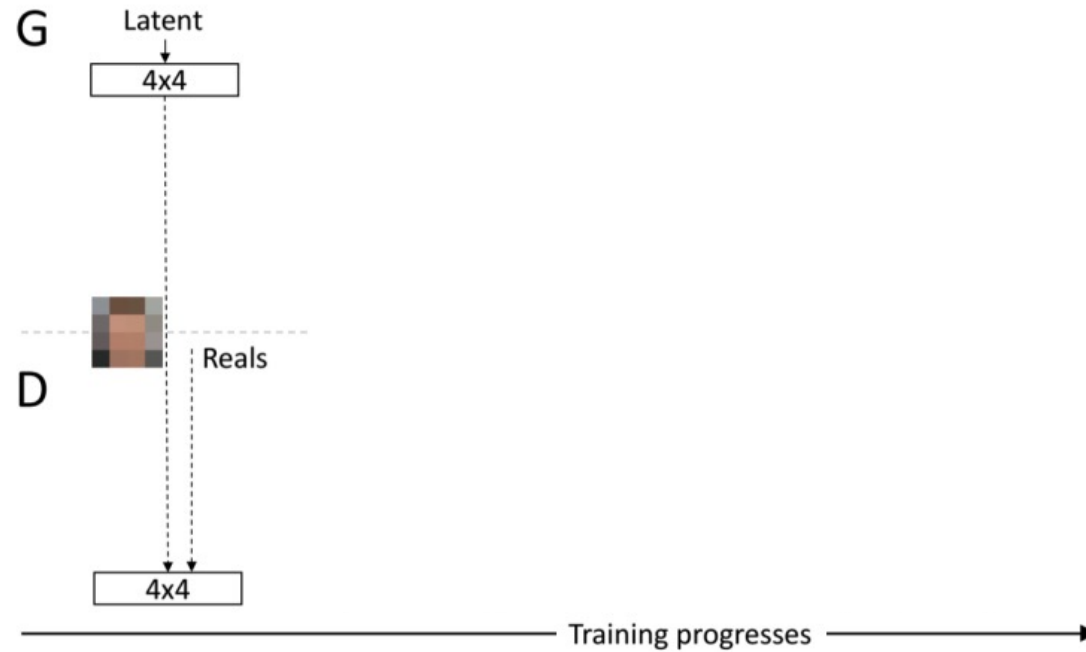 G
Latent
4x4
Reals
D
4x4
Training progresses